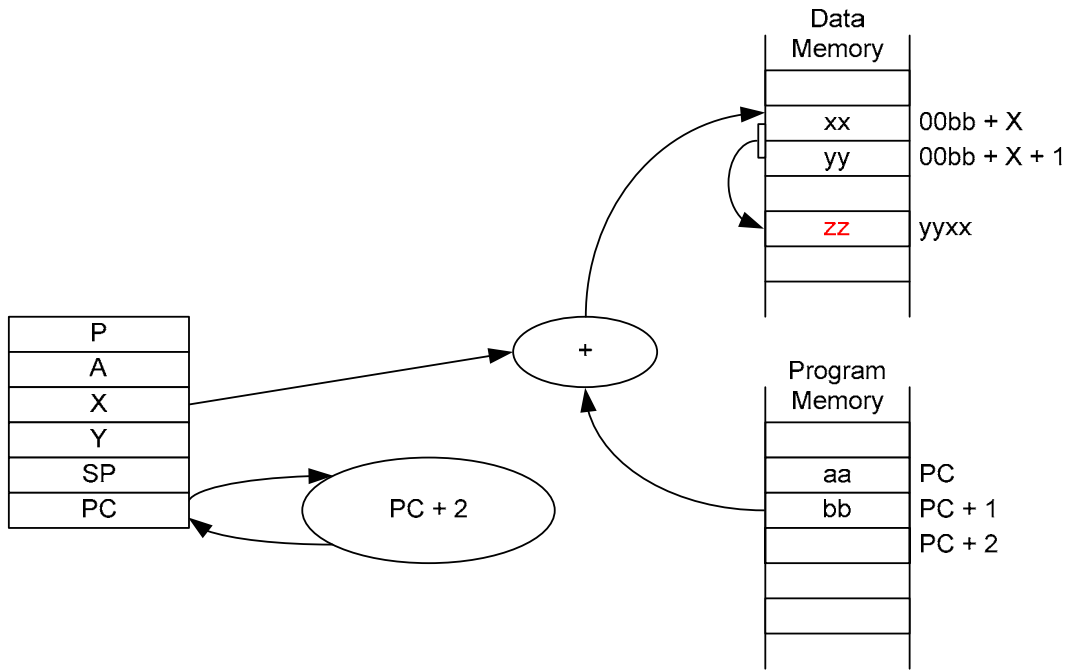 Data
Memory
xx 00bb + X
yy 00bb + X + 1
zz yyxx
P
A
X
Y
SP
PC
+
PC + 2
Program
Memory
aa PC
bb PC + 1
PC + 2